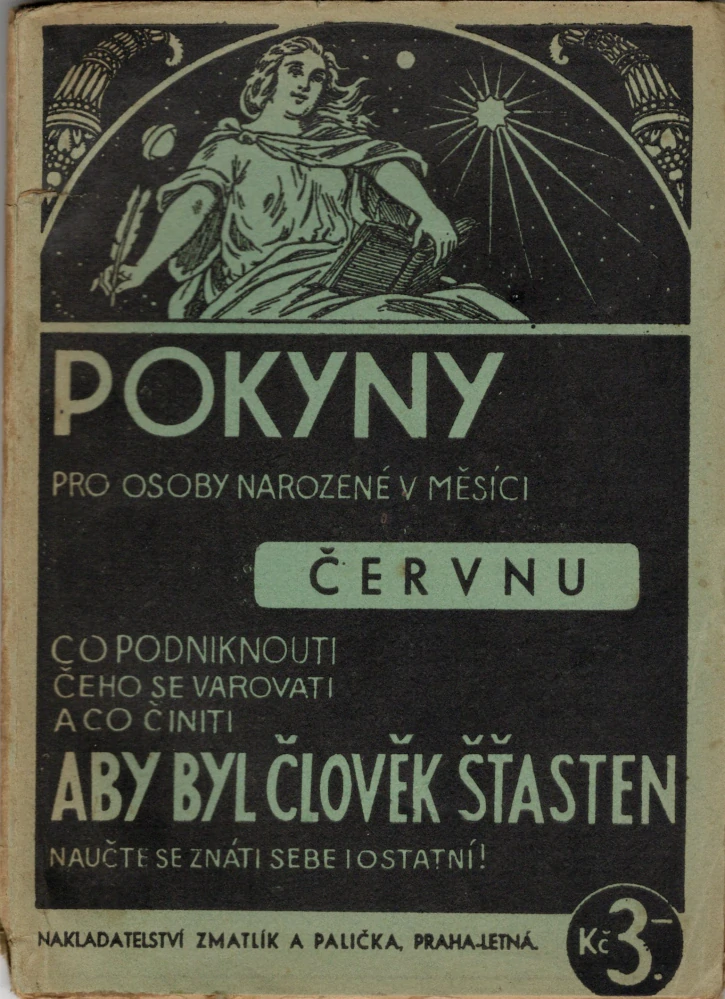 POKYNY
PRO OSOBY NAROZENÉ V MĚSÍCI
ČERVNU
CO PODNIKNOUTI
ČEHO SE VAROVATI
A CO ČINITI
ABY BYL ČLOVĚK ŠŤASTEN
NAUČTE SE ZNÁTI SEBE I OSTATNÍ!
NAKLADATELSTVÍ ZMATLÍK A PALIČKA, PRAHA-LETNÁ.
Kč 3.–